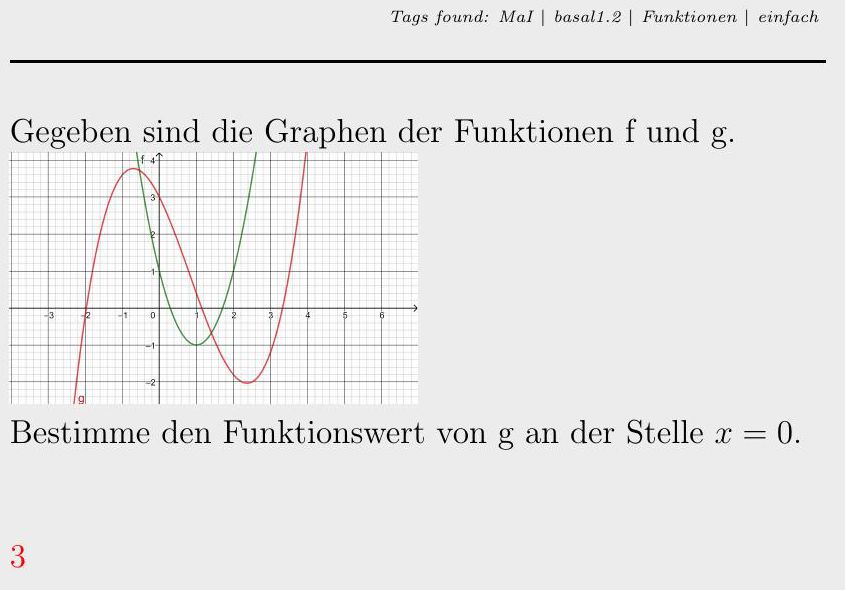 Tags found: MaI | basal1.2 | Funktionen | einfach
Gegeben sind die Graphen der Funktionen f und g.
f 4
3
2
1
-3 -2 -1 0 1 2 3 4 5 6
-1
-2
g
Bestimme den Funktionswert von g an der Stelle x = 0.
3